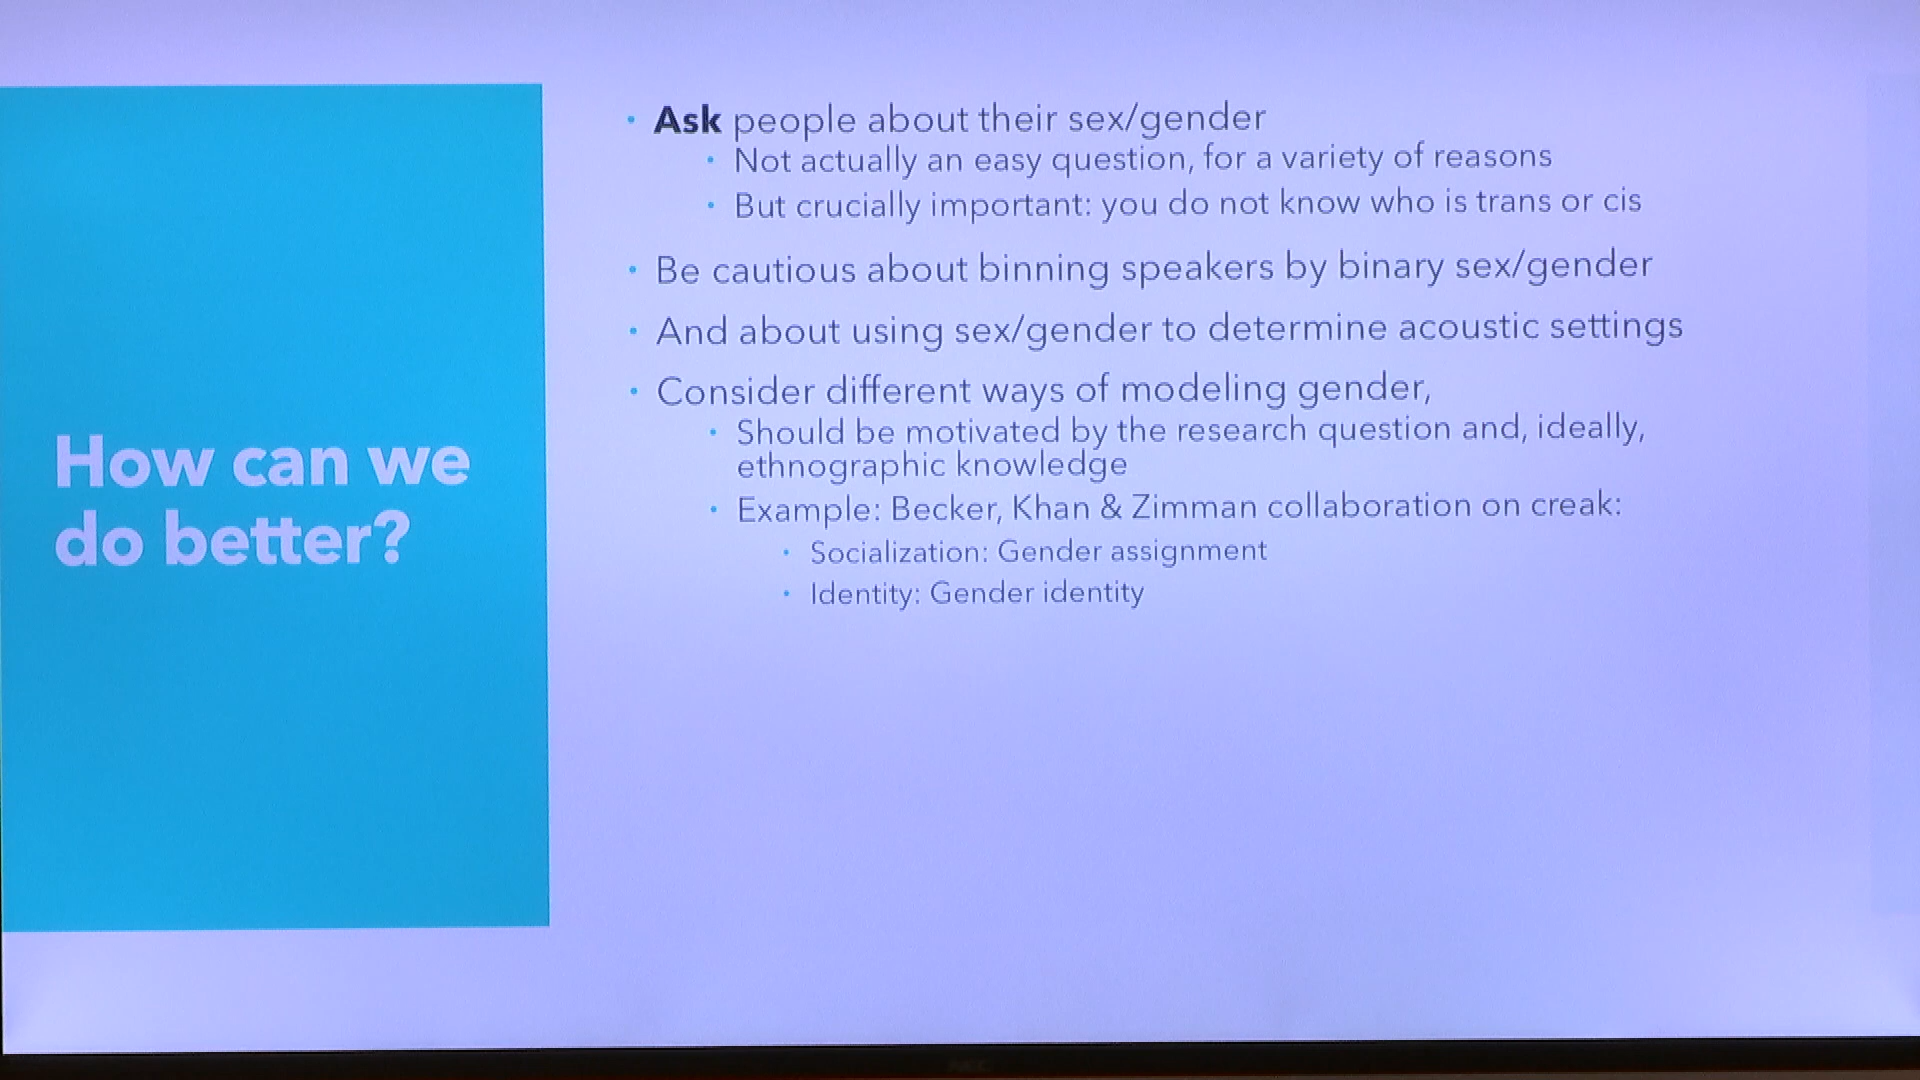 How can we
do better?
• Ask people about their sex/gender
• Not actually an easy question, for a variety of reasons
• But crucially important: you do not know who is trans or cis
• Be cautious about binning speakers by binary sex/gender
• And about using sex/gender to determine acoustic settings
• Consider different ways of modeling gender,
• Should be motivated by the research question and, ideally,
ethnographic knowledge
• Example: Becker, Khan & Zimman collaboration on creak:
• Socialization: Gender assignment
• Identity: Gender identity